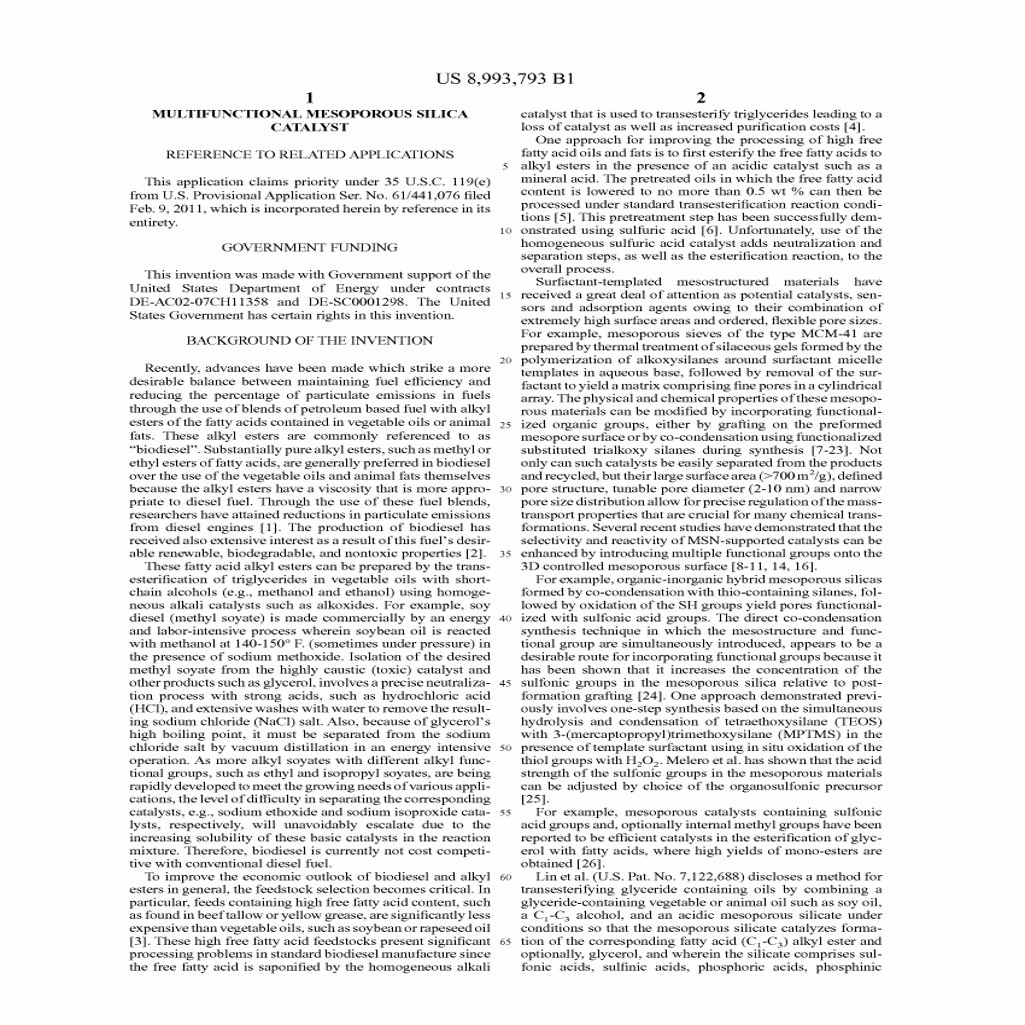 US 8,993,793 B1
1
MULTIFUNCTIONAL MESOPOROUS SILICA
CATALYST
REFERENCE TO RELATED APPLICATIONS
This application claims priority under 35 U.S.C. 119(e)
from U.S. Provisional Application Ser. No. 61/441,076 filed
Feb. 9, 2011, which is incorporated herein by reference in its
entirety.
GOVERNMENT FUNDING
This invention was made with Government support of the
United States Department of Energy under contracts
DE-AC02-07CH11358 and DE-SC0001298. The United
States Government has certain rights in this invention.
BACKGROUND OF THE INVENTION
Recently, advances have been made which strike a more
desirable balance between maintaining fuel efficiency and
reducing the percentage of particulate emissions in fuels
through the use of blends of petroleum based fuel with alkyl
esters of the fatty acids contained in vegetable oils or animal
fats. These alkyl esters are commonly referenced to as
“biodiesel”. Substantially pure alkyl esters, such as methyl or
ethyl esters of fatty acids, are generally preferred in biodiesel
over the use of the vegetable oils and animal fats themselves
because the alkyl esters have a viscosity that is more appro-
priate to diesel fuel. Through the use of these fuel blends,
researchers have attained reductions in particulate emissions
from diesel engines [1]. The production of biodiesel has
received also extensive interest as a result of this fuel's desir-
able renewable, biodegradable, and nontoxic properties [2].
These fatty acid alkyl esters can be prepared by the trans-
esterification of triglycerides in vegetable oils with short-
chain alcohols (e.g., methanol and ethanol) using homoge-
neous alkali catalysts such as alkoxides. For example, soy
diesel (methyl soyate) is made commercially by an energy
and labor-intensive process wherein soybean oil is reacted
with methanol at 140-150° F. (sometimes under pressure) in
the presence of sodium methoxide. Isolation of the desired
methyl soyate from the highly caustic (toxic) catalyst and
other products such as glycerol, involves a precise neutraliza-
tion process with strong acids, such as hydrochloric acid
(HCl), and extensive washes with water to remove the result-
ing sodium chloride (NaCl) salt. Also, because of glycerol's
high boiling point, it must be separated from the sodium
chloride salt by vacuum distillation in an energy intensive
operation. As more alkyl soyates with different alkyl func-
tional groups, such as ethyl and isopropyl soyates, are being
rapidly developed to meet the growing needs of various appli-
cations, the level of difficulty in separating the corresponding
catalysts, e.g., sodium ethoxide and sodium isoproxide cata-
lysts, respectively, will unavoidably escalate due to the
increasing solubility of these basic catalysts in the reaction
mixture. Therefore, biodiesel is currently not cost competi-
tive with conventional diesel fuel.
To improve the economic outlook of biodiesel and alkyl
esters in general, the feedstock selection becomes critical. In
particular, feeds containing high free fatty acid content, such
as found in beef tallow or yellow grease, are significantly less
expensive than vegetable oils, such as soybean or rapeseed oil
[3]. These high free fatty acid feedstocks present significant
processing problems in standard biodiesel manufacture since
the free fatty acid is saponified by the homogeneous alkali
2
catalyst that is used to transesterify triglycerides leading to a
loss of catalyst as well as increased purification costs [4].
One approach for improving the processing of high free
fatty acid oils and fats is to first esterify the free fatty acids to
5 alkyl esters in the presence of an acidic catalyst such as a
mineral acid. The pretreated oils in which the free fatty acid
content is lowered to no more than 0.5 wt % can then be
processed under standard transesterification reaction condi-
tions [5]. This pretreatment step has been successfully dem-
10 onstrated using sulfuric acid [6]. Unfortunately, use of the
homogeneous sulfuric acid catalyst adds neutralization and
separation steps, as well as the esterification reaction, to the
overall process.
Surfactant-templated mesostructured materials have
15 received a great deal of attention as potential catalysts, sen-
sors and adsorption agents owing to their combination of
extremely high surface areas and ordered, flexible pore sizes.
For example, mesoporous sieves of the type MCM-41 are
prepared by thermal treatment of silaceous gels formed by the
20 polymerization of alkoxysilanes around surfactant micelle
templates in aqueous base, followed by removal of the sur-
factant to yield a matrix comprising fine pores in a cylindrical
array. The physical and chemical properties of these mesopo-
rous materials can be modified by incorporating functional-
25 ized organic groups, either by grafting on the preformed
mesopore surface or by co-condensation using functionalized
substituted trialkoxy silanes during synthesis [7-23]. Not
only can such catalysts be easily separated from the products
and recycled, but their large surface area (>700 m²/g), defined
30 pore structure, tunable pore diameter (2-10 nm) and narrow
pore size distribution allow for precise regulation of the mass-
transport properties that are crucial for many chemical trans-
formations. Several recent studies have demonstrated that the
selectivity and reactivity of MSN-supported catalysts can be
35 enhanced by introducing multiple functional groups onto the
3D controlled mesoporous surface [8-11, 14, 16].
For example, organic-inorganic hybrid mesoporous silicas
formed by co-condensation with thio-containing silanes, fol-
lowed by oxidation of the SH groups yield pores functional-
40 ized with sulfonic acid groups. The direct co-condensation
synthesis technique in which the mesostructure and func-
tional group are simultaneously introduced, appears to be a
desirable route for incorporating functional groups because it
has been shown that it increases the concentration of the
45 sulfonic groups in the mesoporous silica relative to post-
formation grafting [24]. One approach demonstrated previ-
ously involves one-step synthesis based on the simultaneous
hydrolysis and condensation of tetraethoxysilane (TEOS)
with 3-(mercaptopropyl)trimethoxysilane (MPTMS) in the
50 presence of template surfactant using in situ oxidation of the
thiol groups with H₂O₂. Melero et al. has shown that the acid
strength of the sulfonic groups in the mesoporous materials
can be adjusted by choice of the organosulfonic precursor
[25].
55 For example, mesoporous catalysts containing sulfonic
acid groups and, optionally internal methyl groups have been
reported to be efficient catalysts in the esterification of glyc-
erol with fatty acids, where high yields of mono-esters are
obtained [26].
60 Lin et al. (U.S. Pat. No. 7,122,688) discloses a method for
transesterifying glyceride containing oils by combining a
glyceride-containing vegetable or animal oil such as soy oil,
a C₁-C₃ alcohol, and an acidic mesoporous silicate under
conditions so that the mesoporous silicate catalyzes forma-
65 tion of the corresponding fatty acid (C₁-C₃) alkyl ester and
optionally, glycerol, and wherein the silicate comprises sul-
fonic acids, sulfinic acids, phosphoric acids, phosphinic